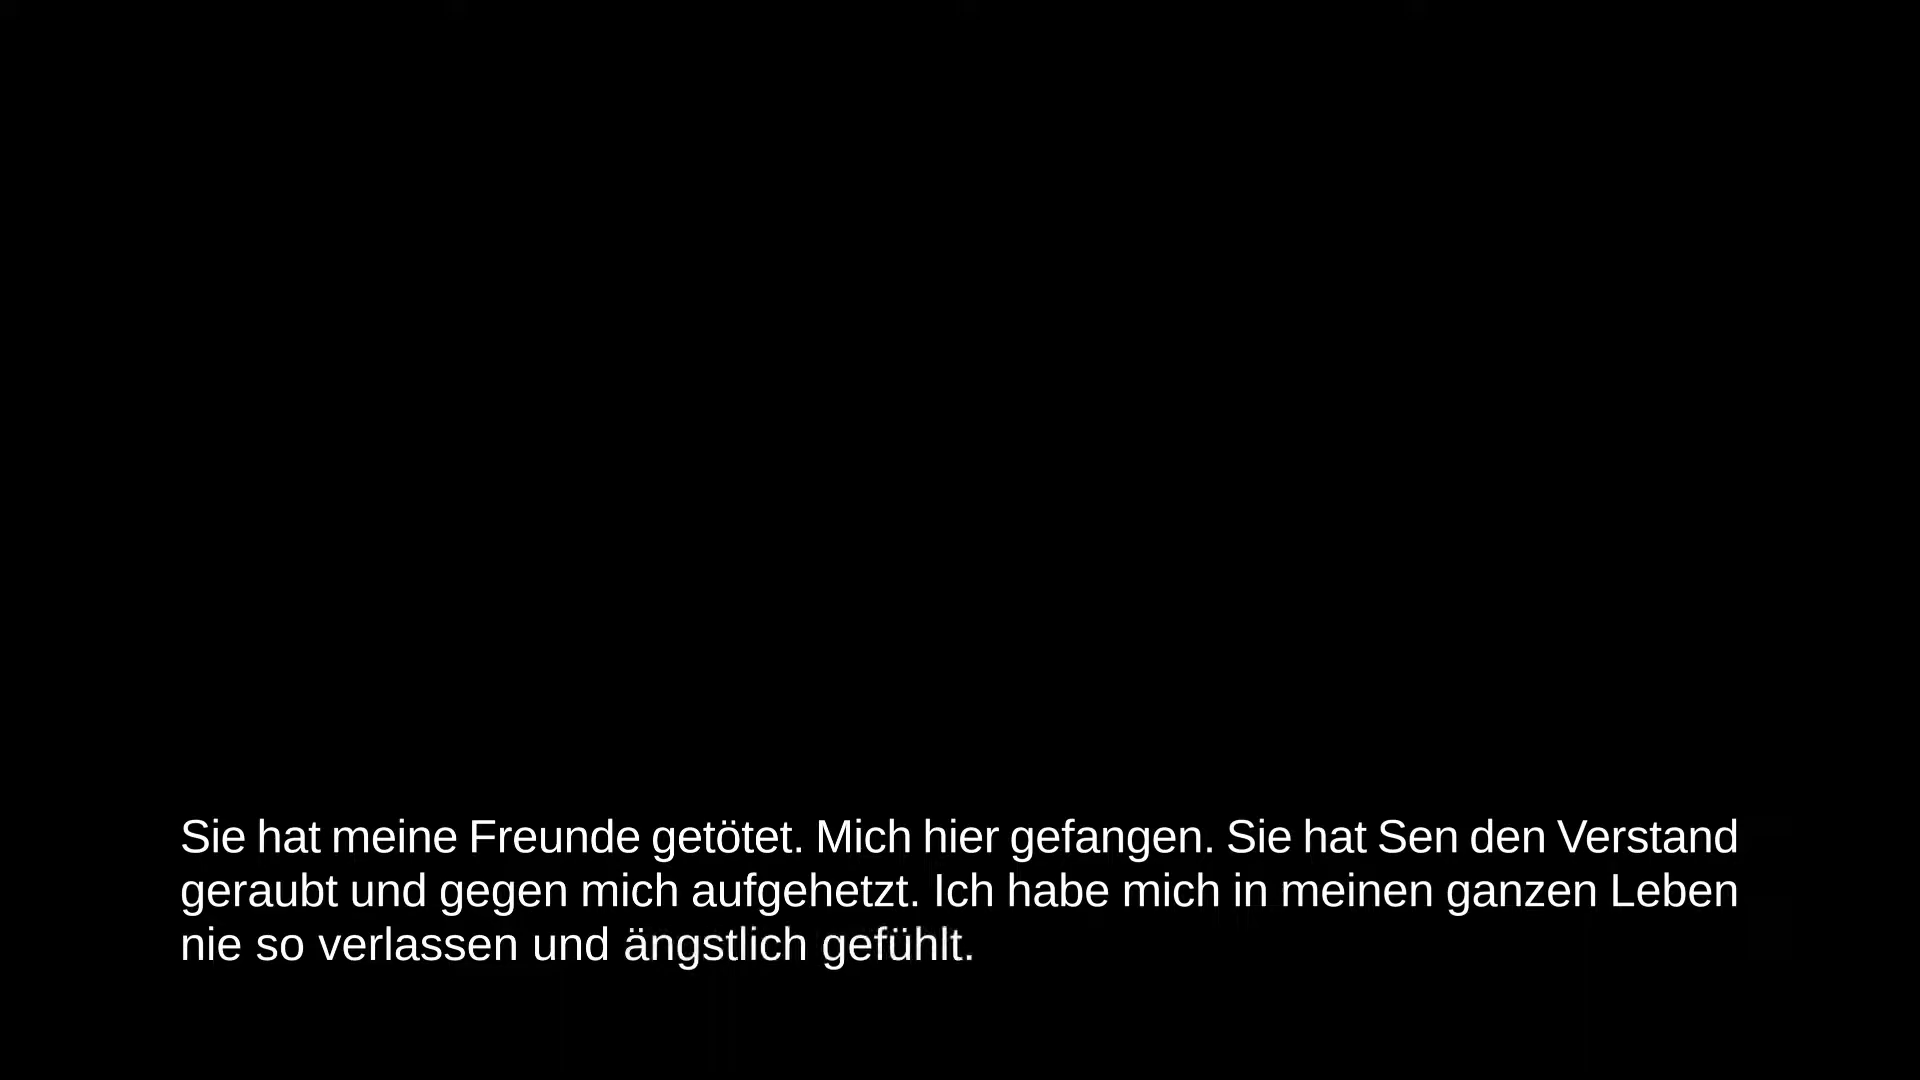 Sie hat meine Freunde getötet. Mich hier gefangen. Sie hat Sen den Verstand
geraubt und gegen mich aufgehetzt. Ich habe mich in meinen ganzen Leben
nie so verlassen und ängstlich gefühlt.